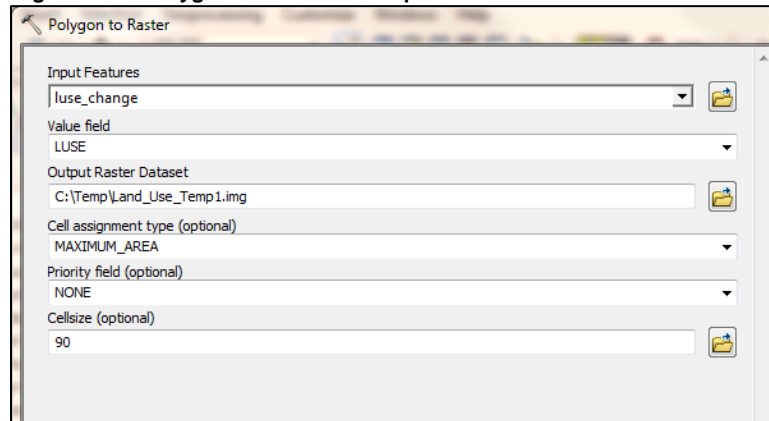 Polygon to Raster
Input Features
luse_change
Value field
LUSE
Output Raster Dataset
C:\Temp\Land_Use_Temp1.img
Cell assignment type (optional)
MAXIMUM_AREA
Priority field (optional)
NONE
Cellsize (optional)
90